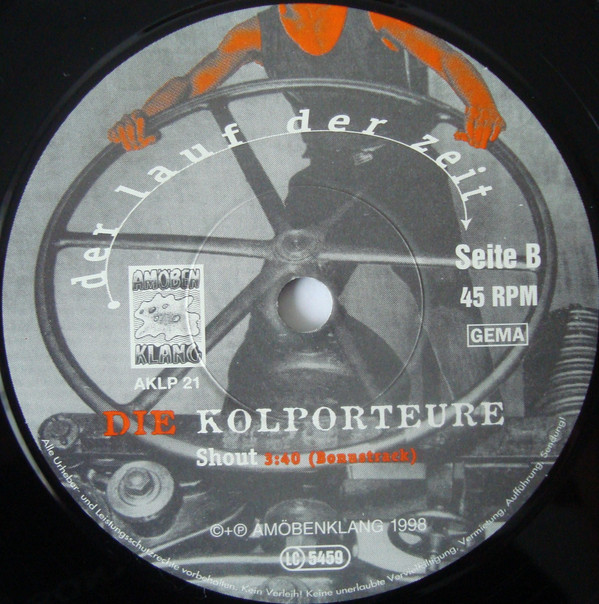 der lauf der zeit
Seite B
45 RPM
GEMA
AMÖBEN
KLANG
AKLP 21
DIE KOLPORTEURE
Shout 3:40 (Bonustrack)
©+℗ AMÖBENKLANG 1998
LC 5459
Alle Urheber- und Leistungsschutzrechte vorbehalten. Kein Verleih! Keine unerlaubte Vervielfältigung, Vermietung, Aufführung, Sendung!